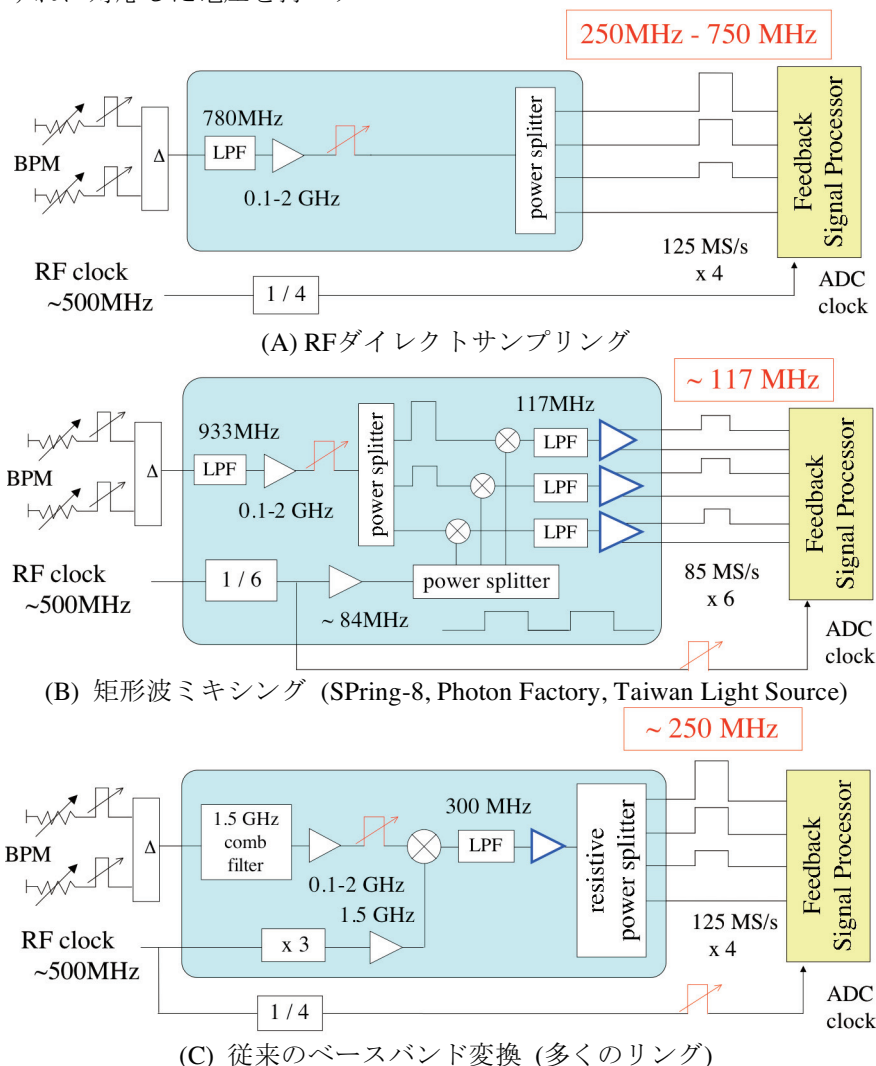 250MHz - 750 MHz
BPM
Δ
780MHz
LPF
0.1-2 GHz
power splitter
Feedback
Signal Processor
125 MS/s
x 4
RF clock
~500MHz
1 / 4
ADC
clock
(A) RFダイレクトサンプリング
~ 117 MHz
BPM
Δ
933MHz
LPF
0.1-2 GHz
power splitter
117MHz
LPF
LPF
LPF
Feedback
Signal Processor
RF clock
~500MHz
1 / 6
~ 84MHz
power splitter
85 MS/s
x 6
ADC
clock
(B) 矩形波ミキシング (SPring-8, Photon Factory, Taiwan Light Source)
~ 250 MHz
BPM
Δ
1.5 GHz
comb
filter
0.1-2 GHz
1.5 GHz
300 MHz
LPF
resistive
power splitter
Feedback
Signal Processor
125 MS/s
x 4
RF clock
~500MHz
x 3
1 / 4
ADC
clock
(C) 従来のベースバンド変換 (多くのリング)